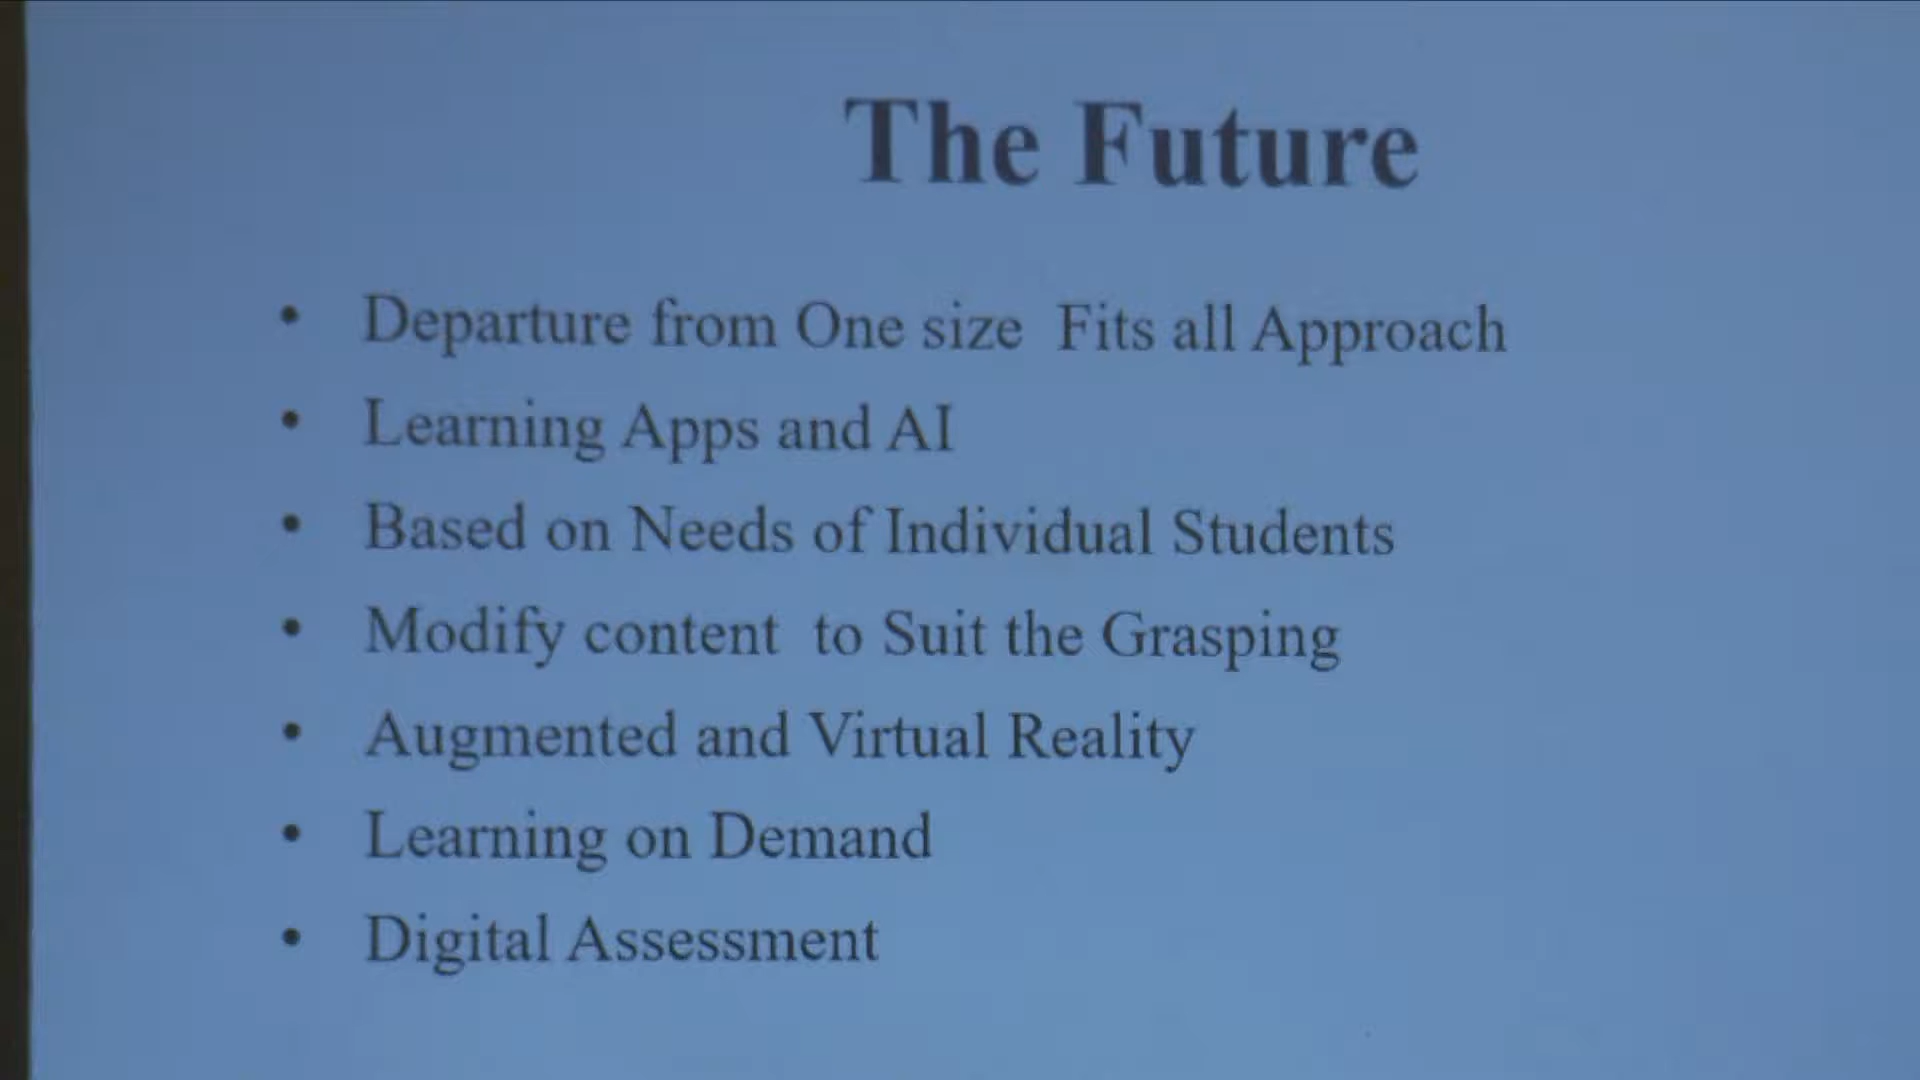 The Future
• Departure from One size  Fits all Approach
• Learning Apps and AI
• Based on Needs of Individual Students
• Modify content  to Suit the Grasping
• Augmented and Virtual Reality
• Learning on Demand
• Digital Assessment